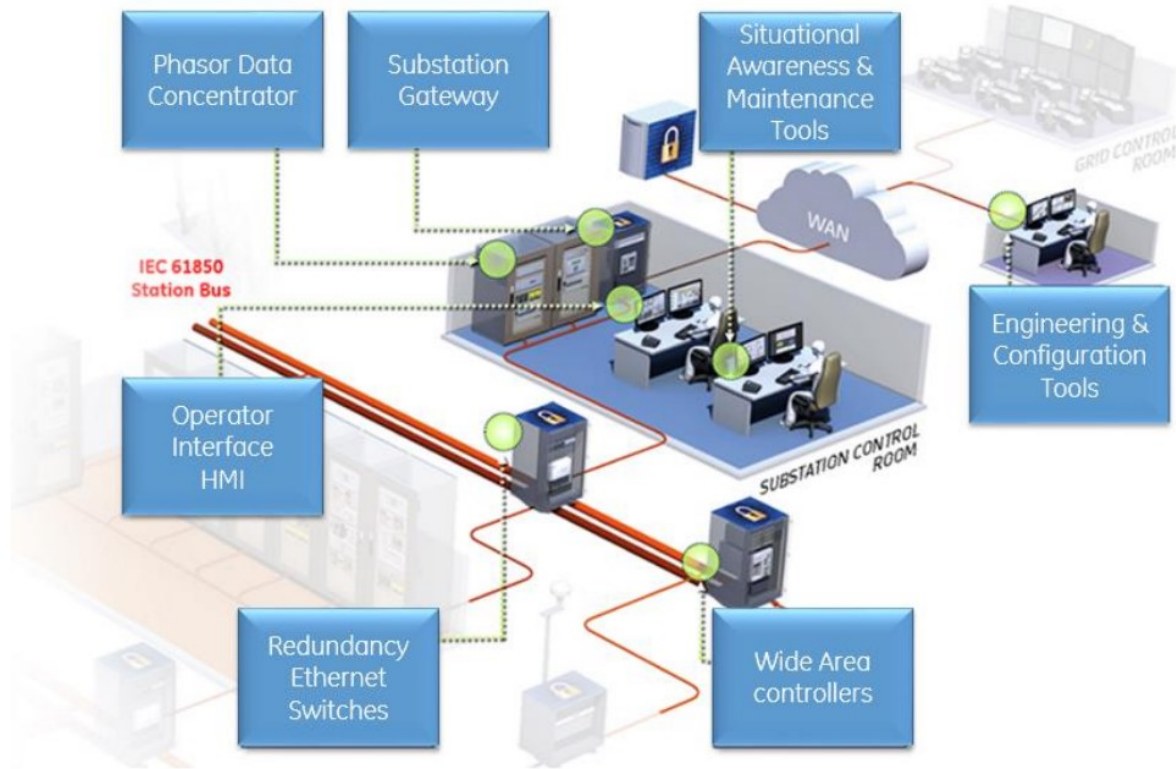 Phasor Data
Concentrator
Substation
Gateway
Situational
Awareness &
Maintenance
Tools
GRID CONTROL
ROOM
WAN
IEC 61850
Station Bus
Engineering &
Configuration
Tools
Operator
Interface
HMI
SUBSTATION CONTROL
ROOM
Redundancy
Ethernet
Switches
Wide Area
controllers